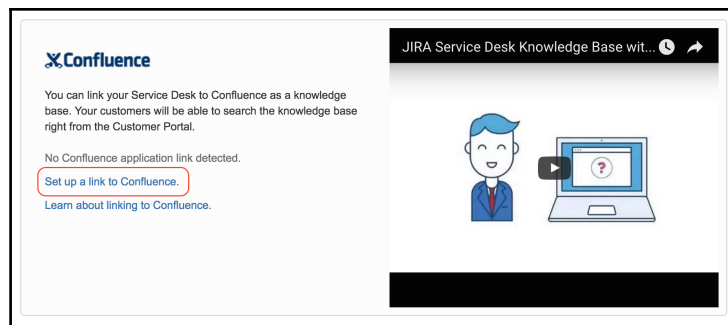 Confluence
You can link your Service Desk to Confluence as a knowledge
base. Your customers will be able to search the knowledge base
right from the Customer Portal.
No Confluence application link detected.
Set up a link to Confluence.
Learn about linking to Confluence.
JIRA Service Desk Knowledge Base wit...
?